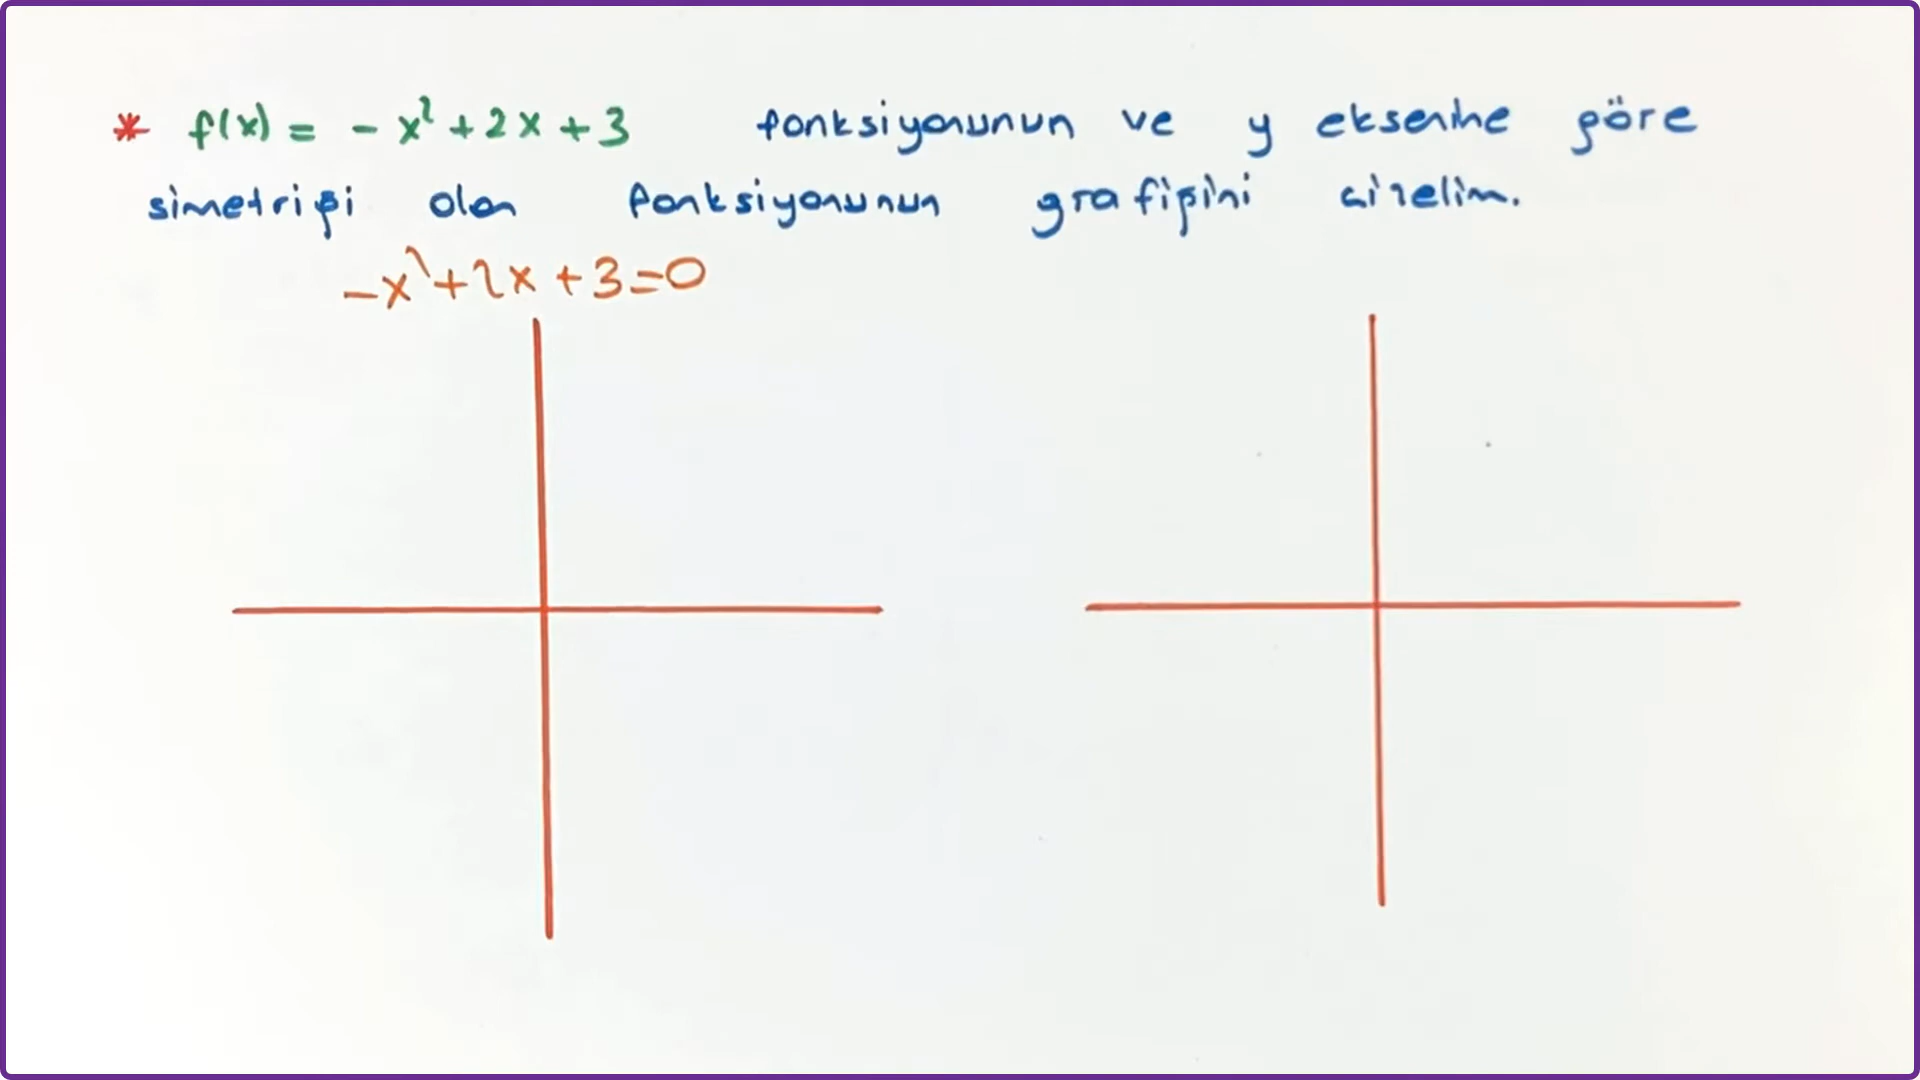 * f(x) = -x² + 2x + 3 fonksiyonunun ve y eksenine göre
simetriği olan fonksiyonunun grafiğini çizelim.
-x² + 2x + 3 = 0